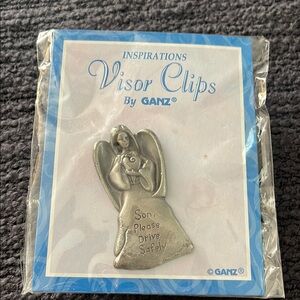 INSPIRATIONS
Visor Clips
By GANZ®
Son,
Please
Drive
Safely
© GANZ®